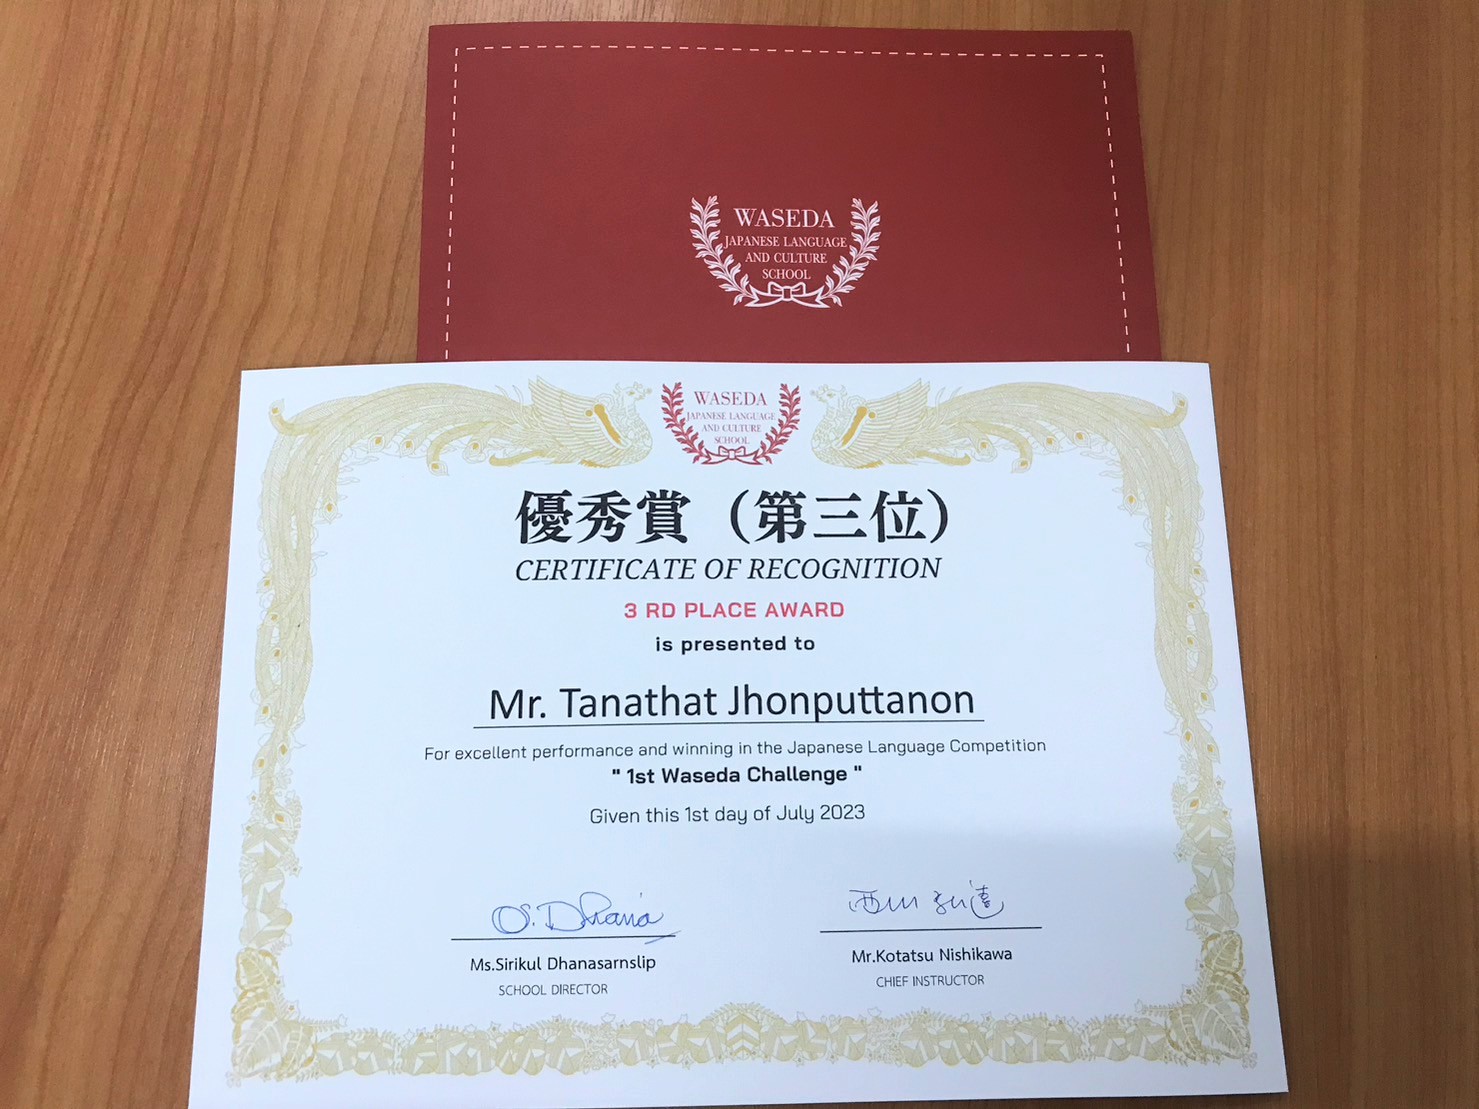 WASEDA
JAPANESE LANGUAGE
AND CULTURE
SCHOOL
WASEDA
JAPANESE LANGUAGE
AND CULTURE
SCHOOL
優秀賞（第三位）
CERTIFICATE OF RECOGNITION
3 RD PLACE AWARD
is presented to
Mr. Tanathat Jhonputtanon
For excellent performance and winning in the Japanese Language Competition
" 1st Waseda Challenge "
Given this 1st day of July 2023
Ms.Sirikul Dhanasarnslip
SCHOOL DIRECTOR
Mr.Kotatsu Nishikawa
CHIEF INSTRUCTOR